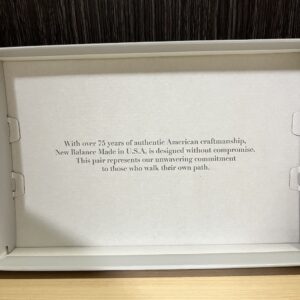 With over 75 years of authentic American craftmanship,
New Balance Made in U.S.A. is designed without compromise.
This pair represents our unwavering commitment
to those who walk their own path.